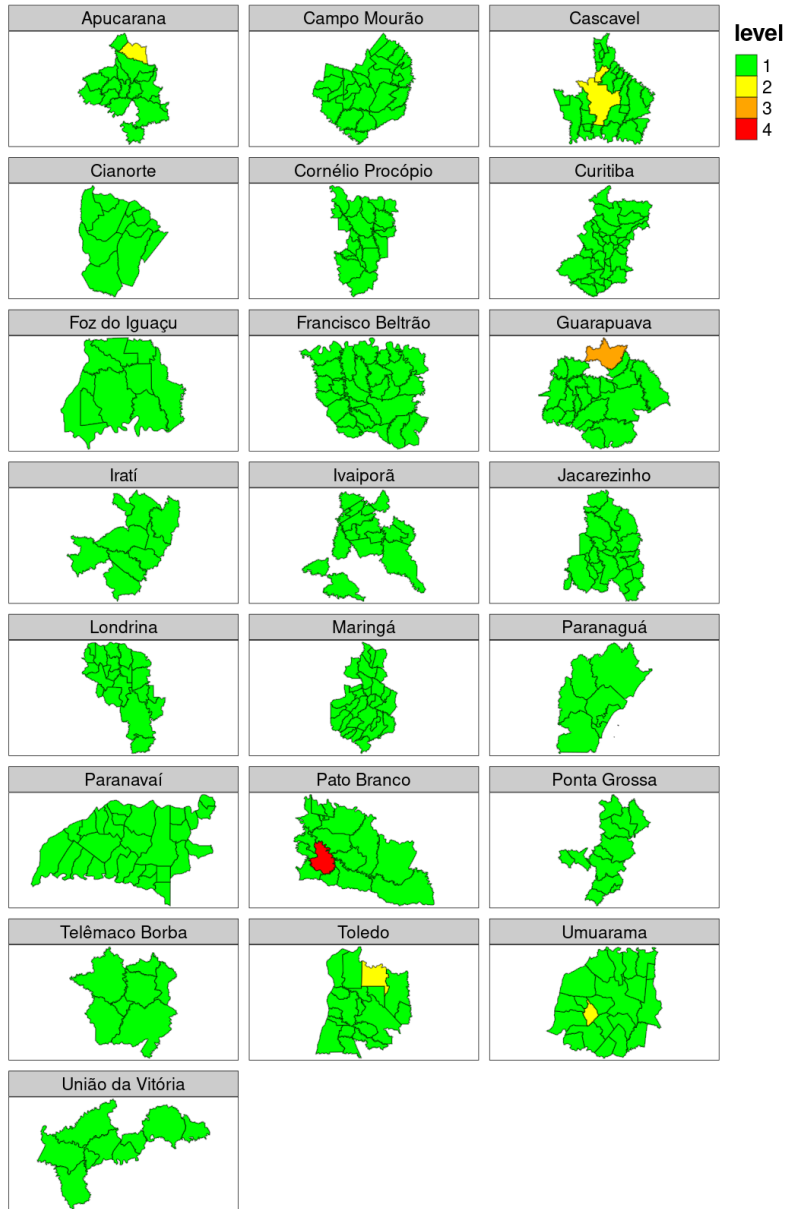 Apucarana
Campo Mourão
Cascavel
level
1
2
3
4
Cianorte
Cornélio Procópio
Curitiba
Foz do Iguaçu
Francisco Beltrão
Guarapuava
Iratí
Ivaiporã
Jacarezinho
Londrina
Maringá
Paranaguá
Paranavaí
Pato Branco
Ponta Grossa
Telêmaco Borba
Toledo
Umuarama
União da Vitória